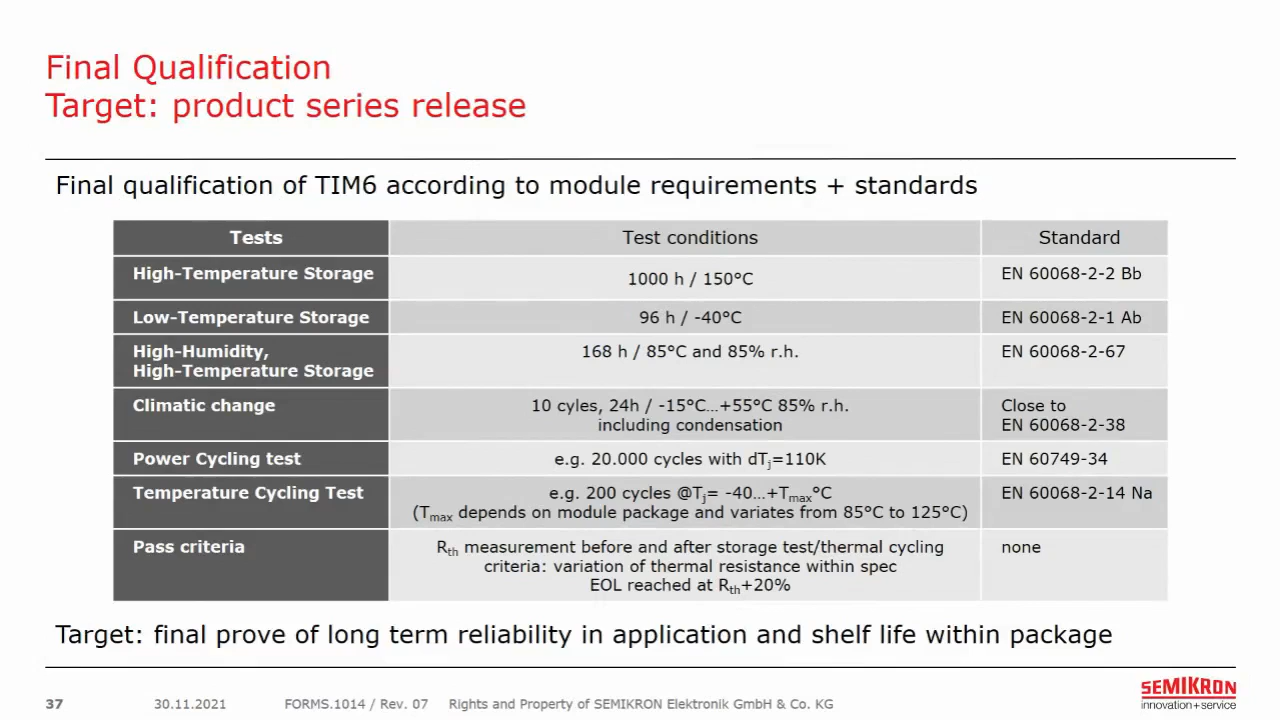 Final Qualification
Target: product series release
Final qualification of TIM6 according to module requirements + standards
Tests Test conditions Standard
High-Temperature Storage 1000 h / 150°C EN 60068-2-2 Bb
Low-Temperature Storage 96 h / -40°C EN 60068-2-1 Ab
High-Humidity, 168 h / 85°C and 85% r.h. EN 60068-2-67
High-Temperature Storage
Climatic change 10 cyles, 24h / -15°C...+55°C 85% r.h. Close to
including condensation EN 60068-2-38
Power Cycling test e.g. 20.000 cycles with dTj=110K EN 60749-34
Temperature Cycling Test e.g. 200 cycles @Tj= -40...+Tmax°C EN 60068-2-14 Na
(Tmax depends on module package and variates from 85°C to 125°C)
Pass criteria Rth measurement before and after storage test/thermal cycling none
criteria: variation of thermal resistance within spec
EOL reached at Rth+20%
Target: final prove of long term reliability in application and shelf life within package
37 30.11.2021 FORMS.1014 / Rev. 07 Rights and Property of SEMIKRON Elektronik GmbH & Co. KG
SEMIKRON
innovation+service